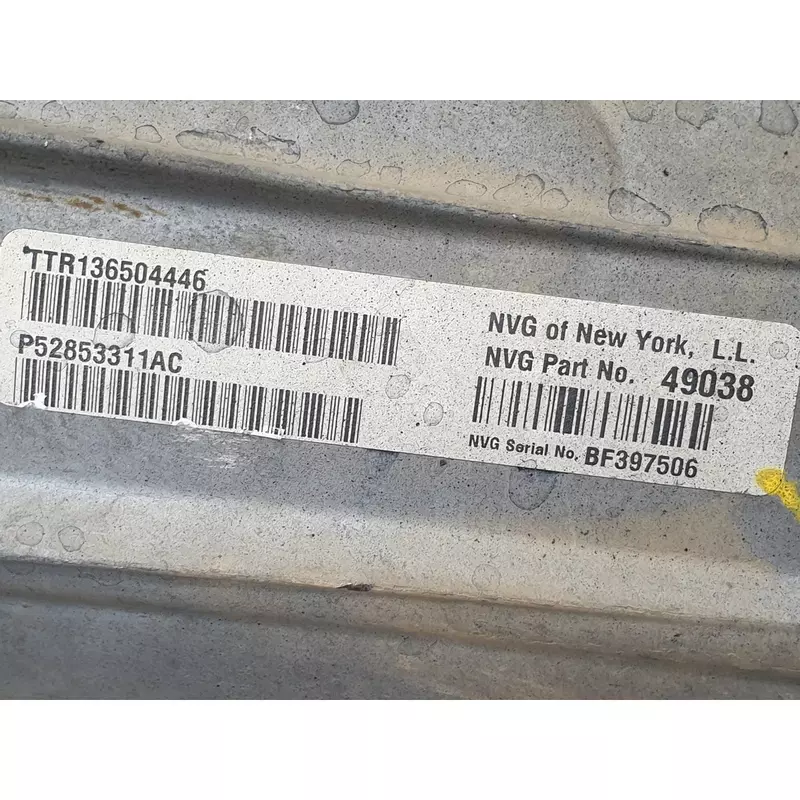 TTR136504446
P52853311AC
NVG of New York, L.L.
NVG Part No. 49038
NVG Serial No. BF397506